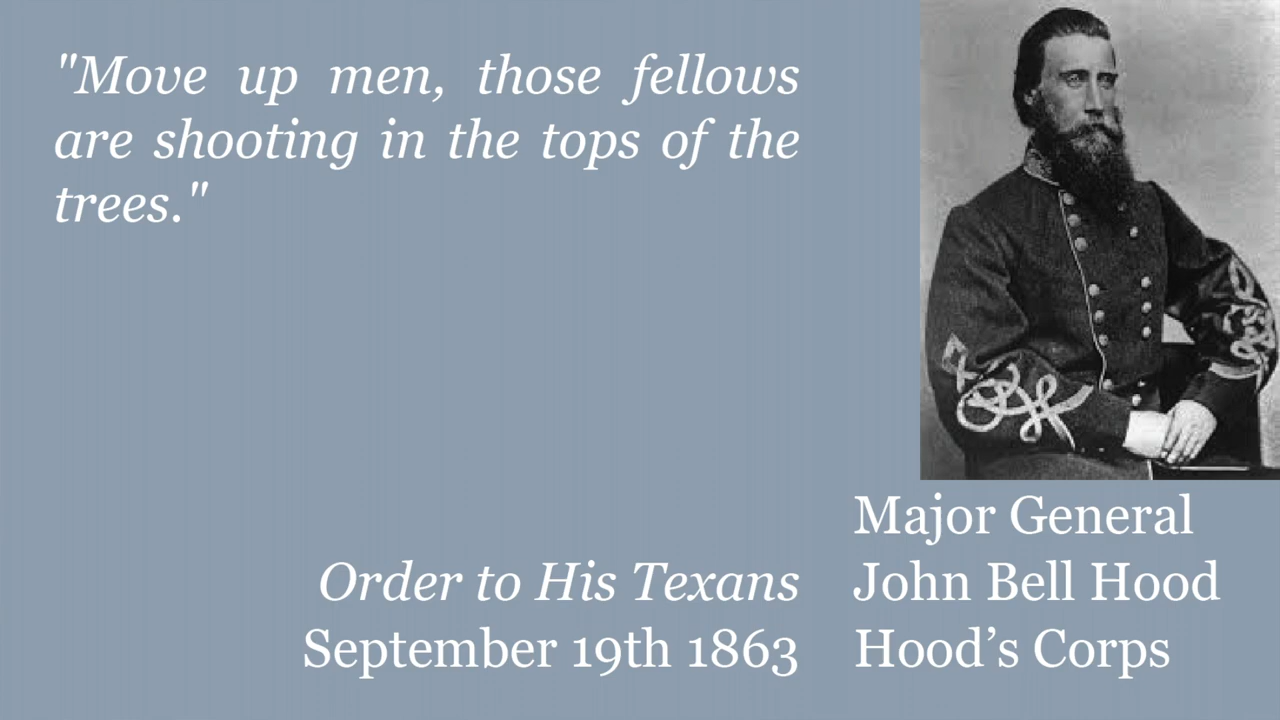 "Move up men, those fellows
are shooting in the tops of the
trees."
Order to His Texans
September 19th 1863
Major General
John Bell Hood
Hood’s Corps